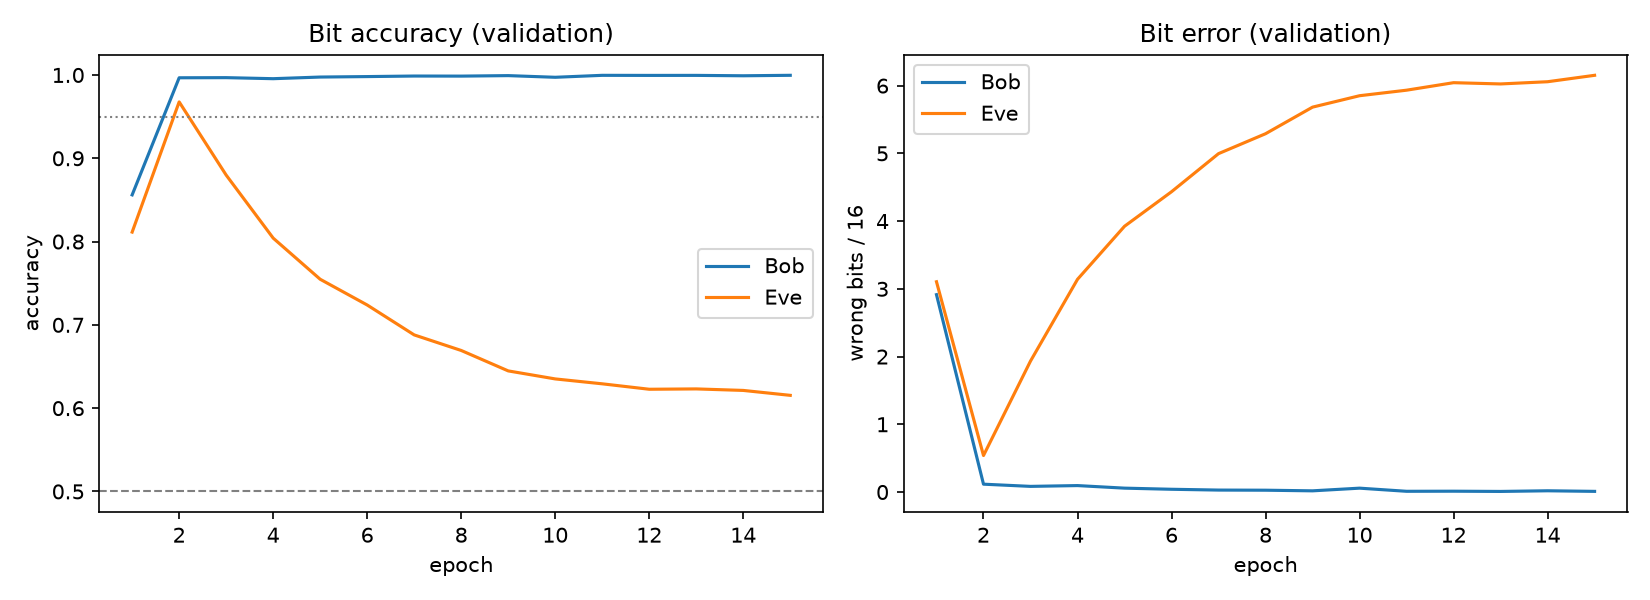 Bit accuracy (validation)
accuracy
1.0
0.9
0.8
0.7
0.6
0.5
Bob
Eve
2 4 6 8 10 12 14
epoch
Bit error (validation)
wrong bits / 16
6
5
4
3
2
1
0
Bob
Eve
2 4 6 8 10 12 14
epoch